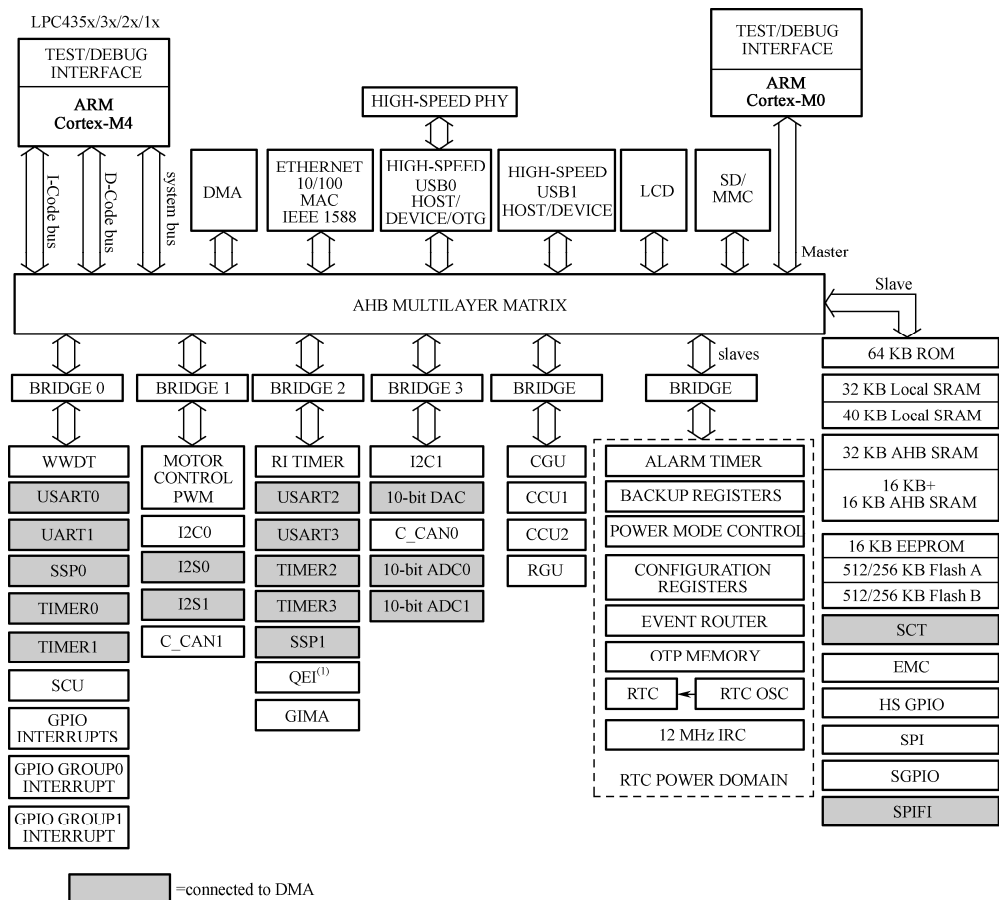 LPC435x/3x/2x/1x
TEST/DEBUG
INTERFACE
ARM
Cortex-M4
TEST/DEBUG
INTERFACE
ARM
Cortex-M0
HIGH-SPEED PHY
I-Code bus
D-Code bus
system bus
DMA
ETHERNET
10/100
MAC
IEEE 1588
HIGH-SPEED
USB0
HOST/
DEVICE/OTG
HIGH-SPEED
USB1
HOST/DEVICE
LCD
SD/
MMC
Master
Slave
AHB MULTILAYER MATRIX
slaves
BRIDGE 0
BRIDGE 1
BRIDGE 2
BRIDGE 3
BRIDGE
BRIDGE
WWDT
USART0
UART1
SSP0
TIMER0
TIMER1
SCU
GPIO
INTERRUPTS
GPIO GROUP0
INTERRUPT
GPIO GROUP1
INTERRUPT
MOTOR
CONTROL
PWM
I2C0
I2S0
I2S1
C_CAN1
RI TIMER
USART2
USART3
TIMER2
TIMER3
SSP1
QEI(1)
GIMA
I2C1
10-bit DAC
C_CAN0
10-bit ADC0
10-bit ADC1
CGU
CCU1
CCU2
RGU
ALARM TIMER
BACKUP REGISTERS
POWER MODE CONTROL
CONFIGURATION
REGISTERS
EVENT ROUTER
OTP MEMORY
RTC
RTC OSC
12 MHz IRC
RTC POWER DOMAIN
64 KB ROM
32 KB Local SRAM
40 KB Local SRAM
32 KB AHB SRAM
16 KB+
16 KB AHB SRAM
16 KB EEPROM
512/256 KB Flash A
512/256 KB Flash B
SCT
EMC
HS GPIO
SPI
SGPIO
SPIFI
=connected to DMA